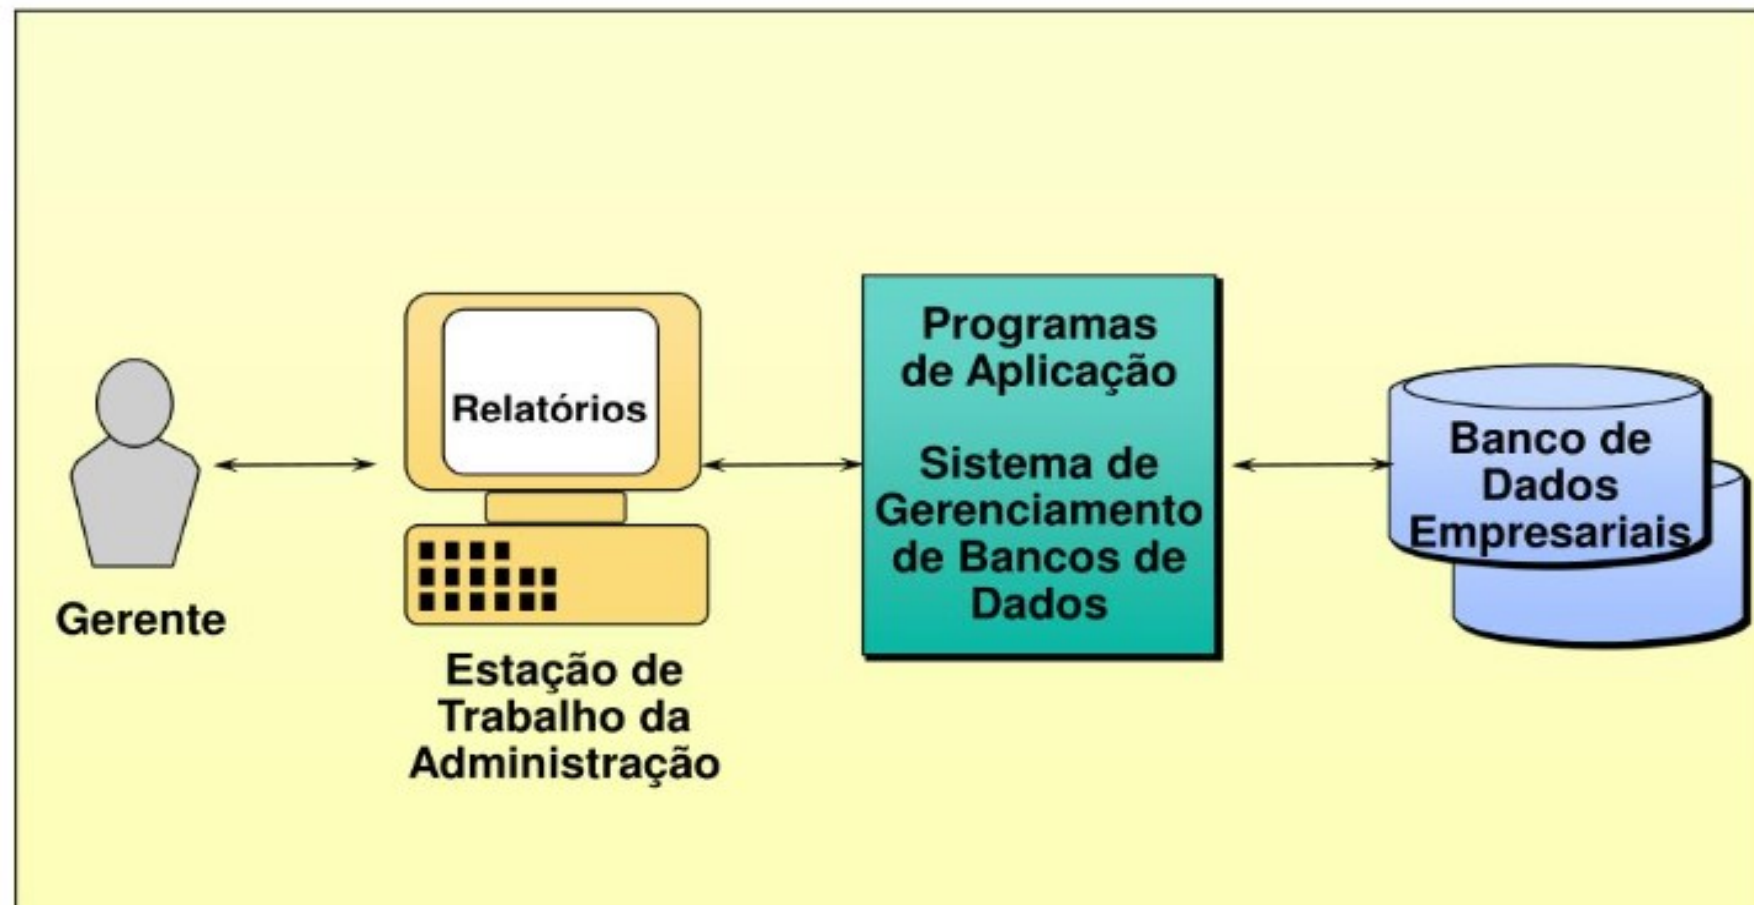 Gerente
Relatórios
Estação de
Trabalho da
Administração
Programas
de Aplicação
Sistema de
Gerenciamento
de Bancos de
Dados
Banco de
Dados
Empresariais